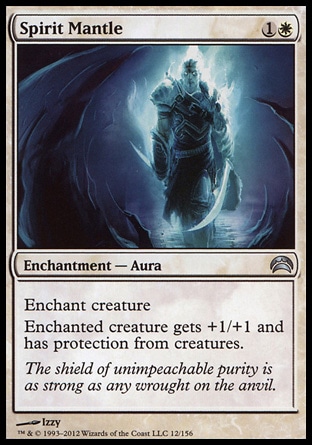 Spirit Mantle 1
Enchantment — Aura
Enchant creature
Enchanted creature gets +1/+1 and
has protection from creatures.
The shield of unimpeachable purity is
as strong as any wrought on the anvil.
Izzy
™ & © 1993–2012 Wizards of the Coast LLC 12/156